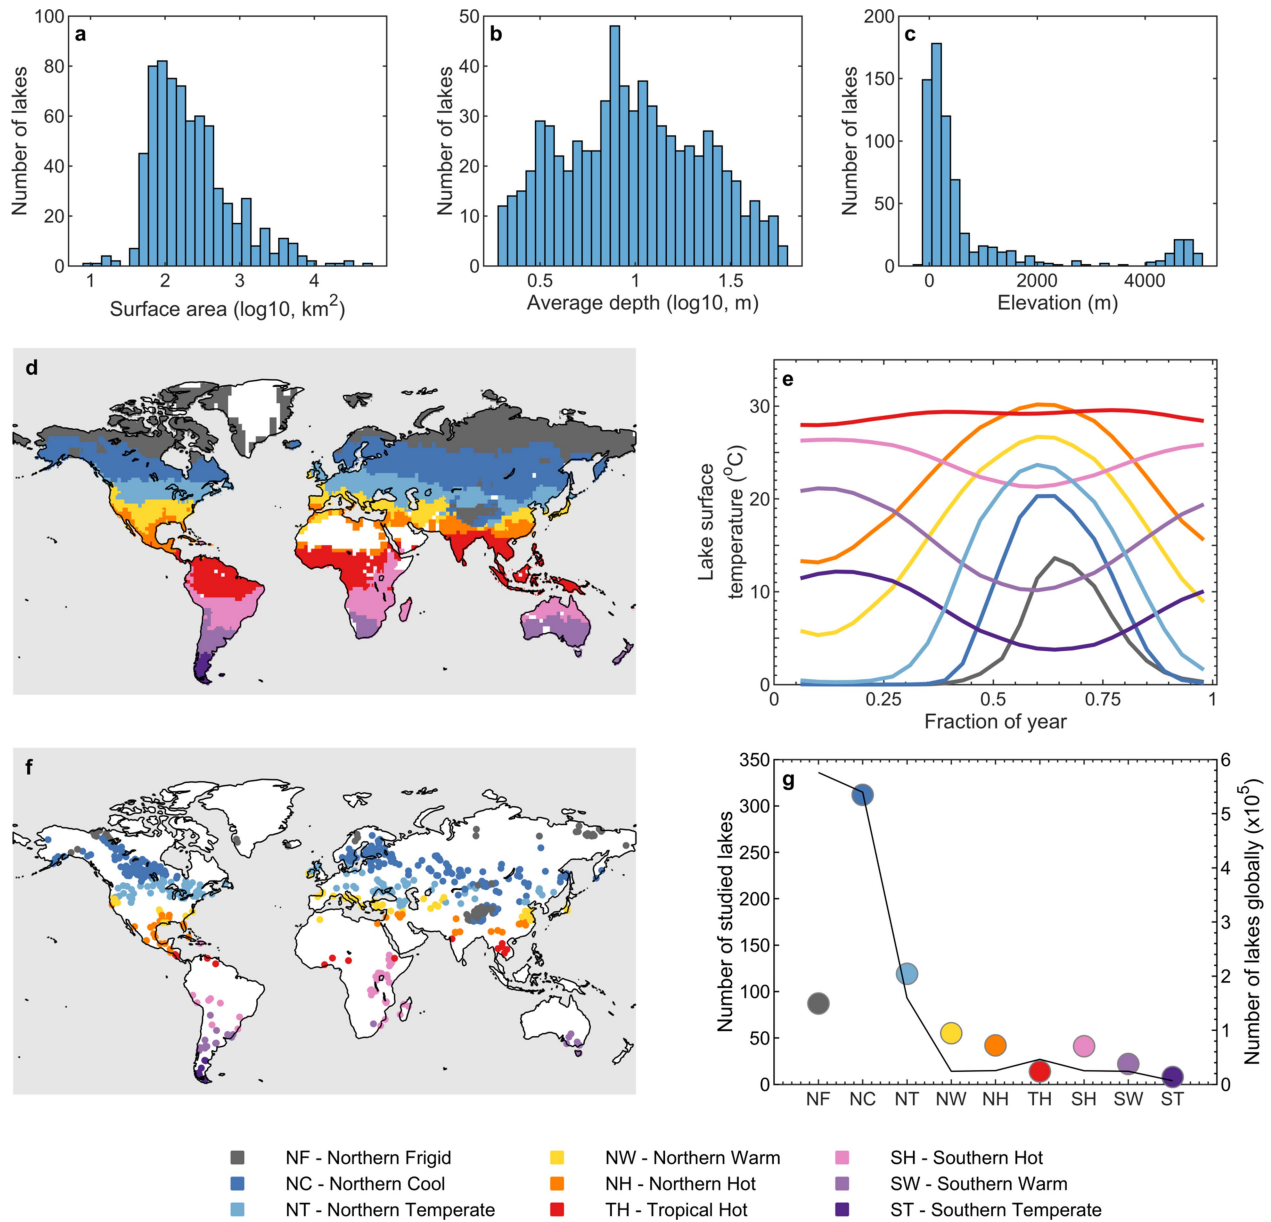 a
100
80
60
40
20
0
Number of lakes
1
2
3
4
Surface area (log10, km²)
b
50
40
30
20
10
0
Number of lakes
0.5
1
1.5
Average depth (log10, m)
c
200
150
100
50
0
Number of lakes
0
2000
4000
Elevation (m)
d
e
30
20
10
0
Lake surface
temperature (°C)
0
0.25
0.5
0.75
1
Fraction of year
f
g
350
300
250
200
150
100
50
0
Number of studied lakes
6
5
4
3
2
1
0
Number of lakes globally (x10⁵)
NF
NC
NT
NW
NH
TH
SH
SW
ST
NF - Northern Frigid
NW - Northern Warm
SH - Southern Hot
NC - Northern Cool
NH - Northern Hot
SW - Southern Warm
NT - Northern Temperate
TH - Tropical Hot
ST - Southern Temperate